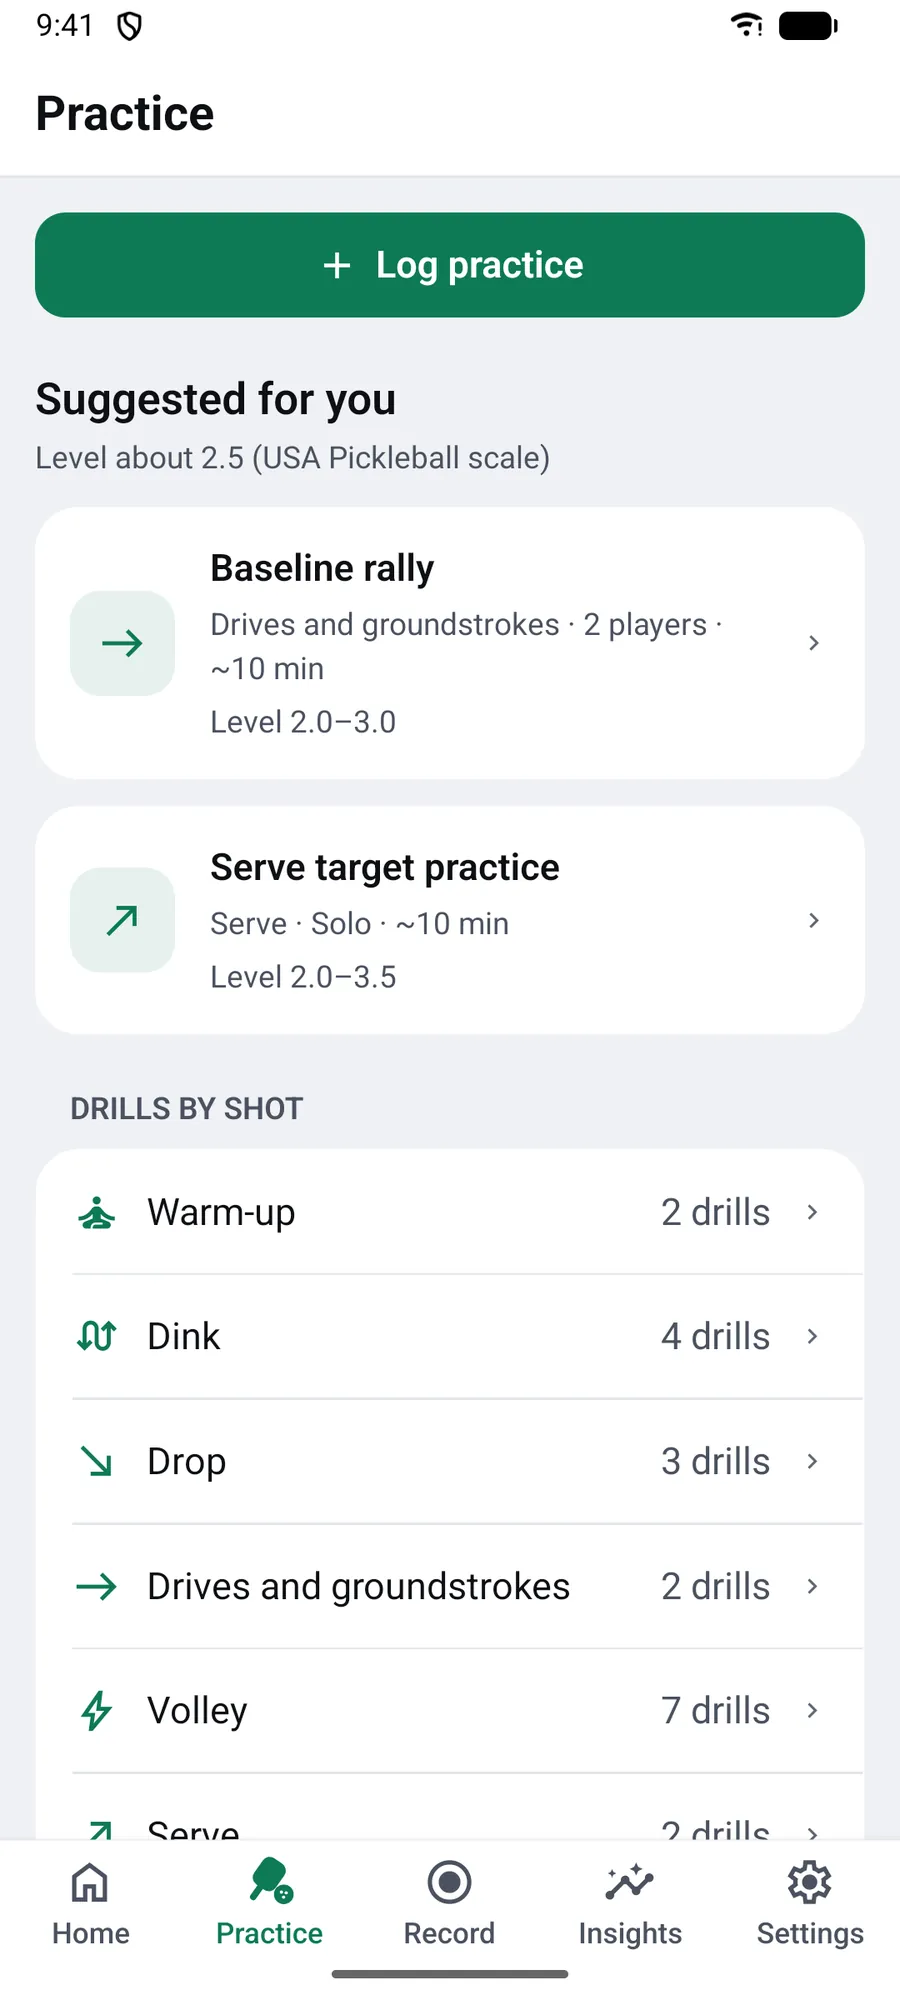 9:41
Practice
+ Log practice
Suggested for you
Level about 2.5 (USA Pickleball scale)
Baseline rally
Drives and groundstrokes · 2 players ·
~10 min
Level 2.0–3.0
Serve target practice
Serve · Solo · ~10 min
Level 2.0–3.5
DRILLS BY SHOT
Warm-up 2 drills
Dink 4 drills
Drop 3 drills
Drives and groundstrokes 2 drills
Volley 7 drills
Serve 2 drills
Home Practice Record Insights Settings